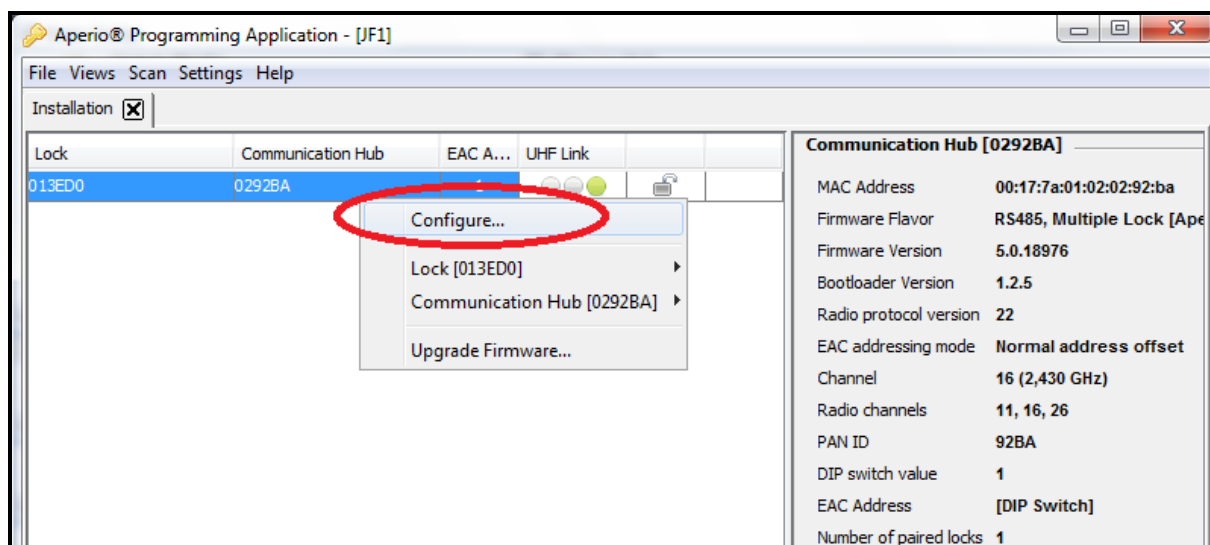 Aperio® Programming Application - [JF1]
File Views Scan Settings Help
Installation
Lock Communication Hub EAC A... UHF Link
013ED0 0292BA
Configure...
Lock [013ED0]
Communication Hub [0292BA]
Upgrade Firmware...
Communication Hub [0292BA]
MAC Address 00:17:7a:01:02:02:92:ba
Firmware Flavor RS485, Multiple Lock [Ape
Firmware Version 5.0.18976
Bootloader Version 1.2.5
Radio protocol version 22
EAC addressing mode Normal address offset
Channel 16 (2,430 GHz)
Radio channels 11, 16, 26
PAN ID 92BA
DIP switch value 1
EAC Address [DIP Switch]
Number of paired locks 1